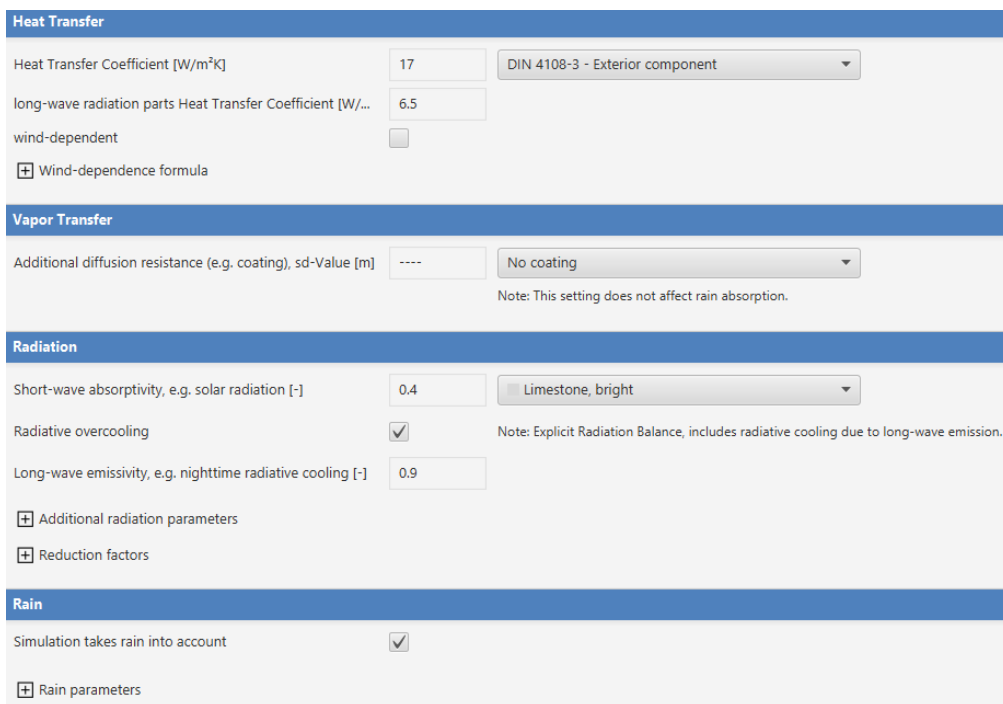 Heat Transfer
Heat Transfer Coefficient [W/m²K] 17 DIN 4108-3 - Exterior component
long-wave radiation parts Heat Transfer Coefficient [W/... 6.5
wind-dependent
Wind-dependence formula
Vapor Transfer
Additional diffusion resistance (e.g. coating), sd-Value [m] ---- No coating
Note: This setting does not affect rain absorption.
Radiation
Short-wave absorptivity, e.g. solar radiation [-] 0.4 Limestone, bright
Radiative overcooling Note: Explicit Radiation Balance, includes radiative cooling due to long-wave emission.
Long-wave emissivity, e.g. nighttime radiative cooling [-] 0.9
Additional radiation parameters
Reduction factors
Rain
Simulation takes rain into account
Rain parameters